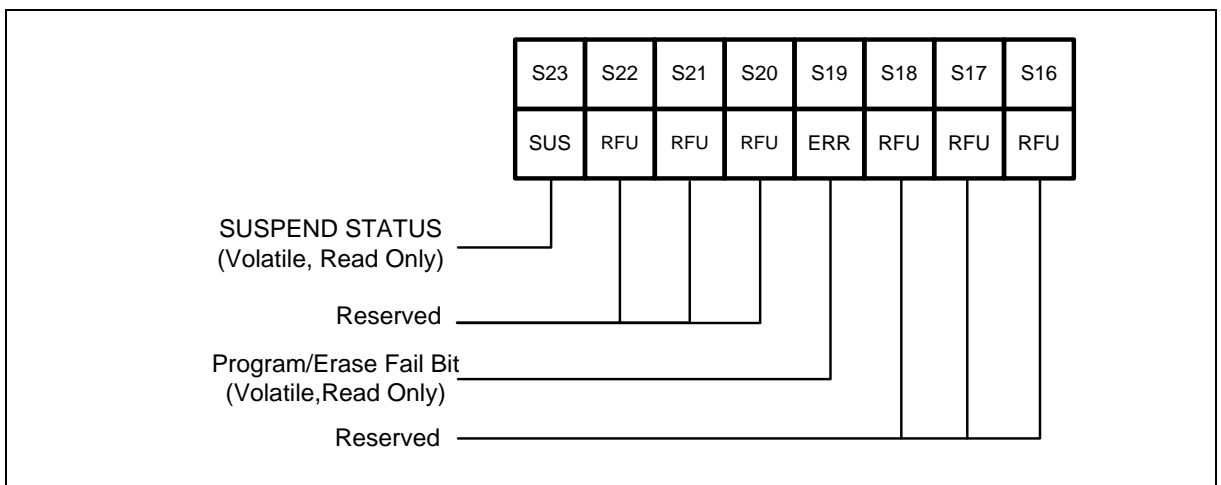 S23 S22 S21 S20 S19 S18 S17 S16
SUS RFU RFU RFU ERR RFU RFU RFU
SUSPEND STATUS
(Volatile, Read Only)
Reserved
Program/Erase Fail Bit
(Volatile,Read Only)
Reserved